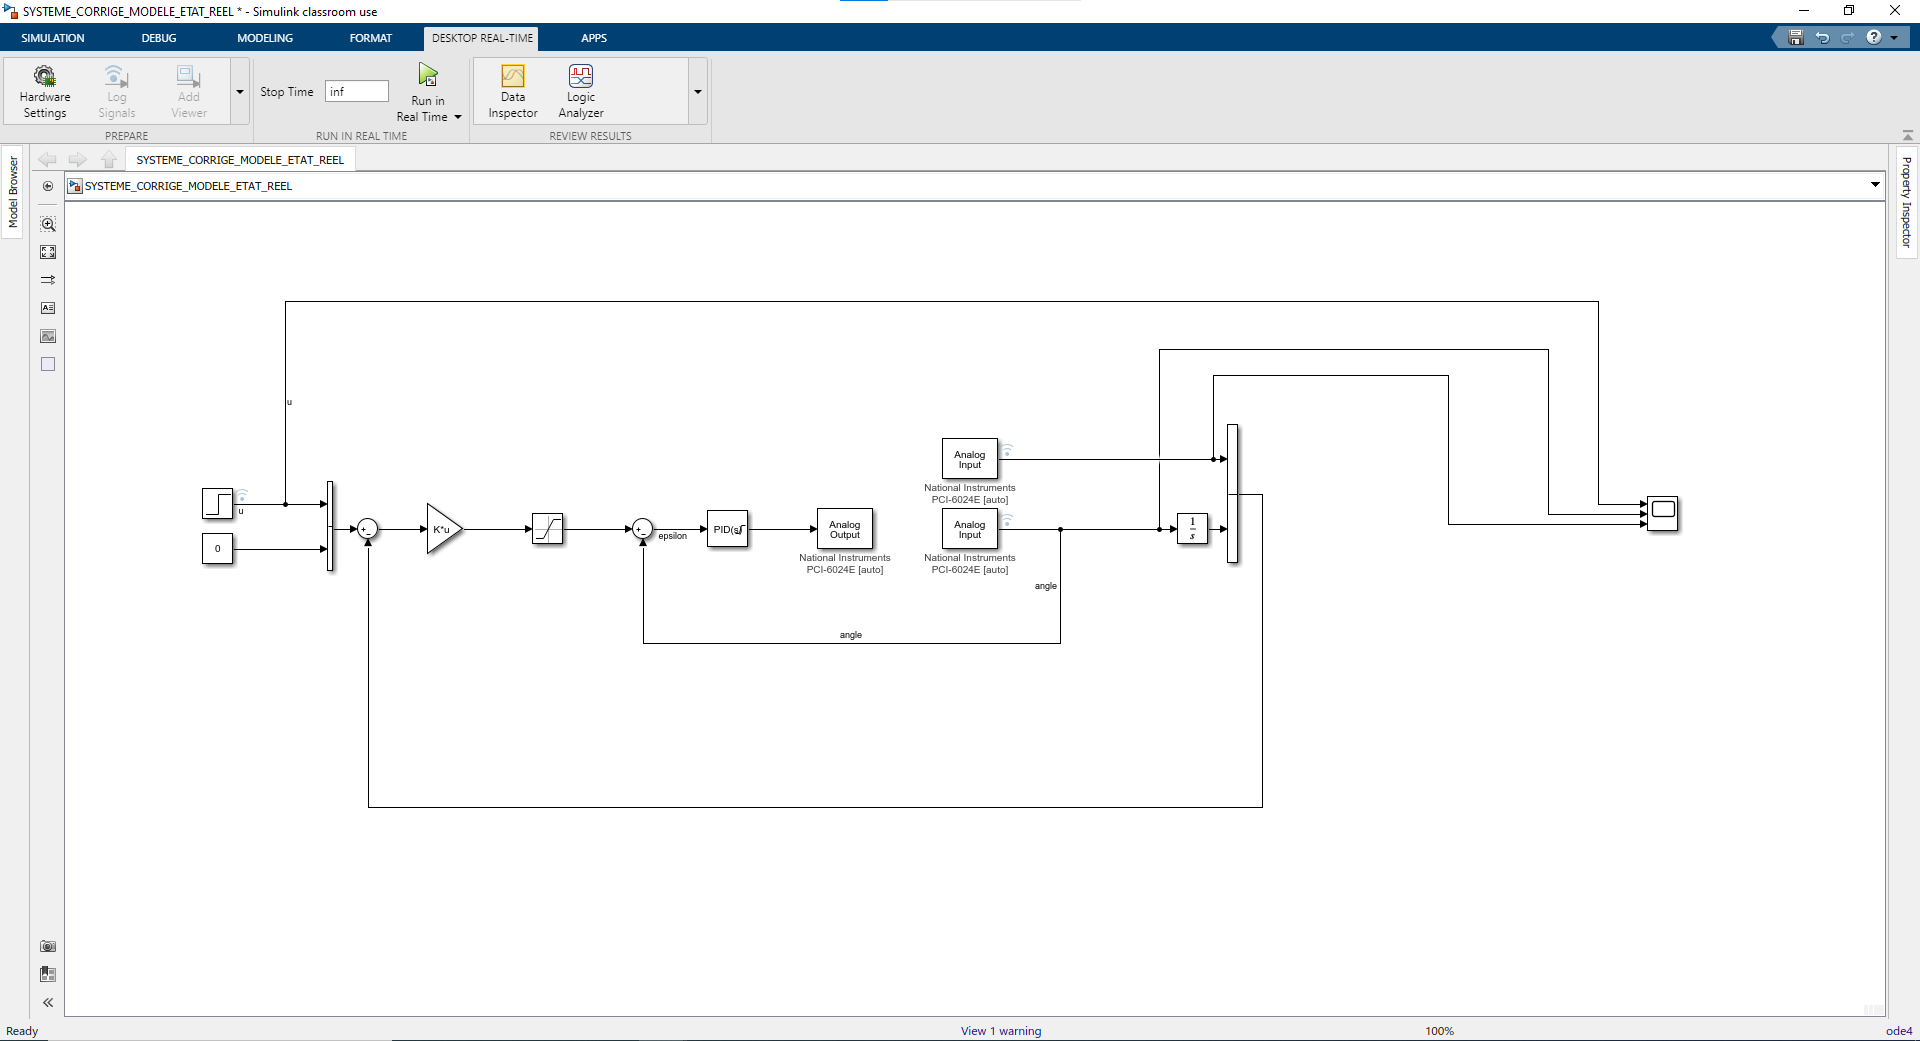 SYSTEME_CORRIGE_MODELE_ETAT_REEL * - Simulink classroom use
SIMULATION
DEBUG
MODELING
FORMAT
DESKTOP REAL-TIME
APPS
Hardware
Settings
Log
Signals
Add
Viewer
Stop Time
inf
Run in
Real Time
Data
Inspector
Logic
Analyzer
PREPARE
RUN IN REAL TIME
REVIEW RESULTS
Model Browser
SYSTEME_CORRIGE_MODELE_ETAT_REEL
SYSTEME_CORRIGE_MODELE_ETAT_REEL
Property Inspector
u
u
0
K*u
epsilon
PID(s)
Analog
Output
National Instruments
PCI-6024E [auto]
Analog
Input
National Instruments
PCI-6024E [auto]
Analog
Input
National Instruments
PCI-6024E [auto]
1
s
angle
angle
Ready
View 1 warning
100%
ode4